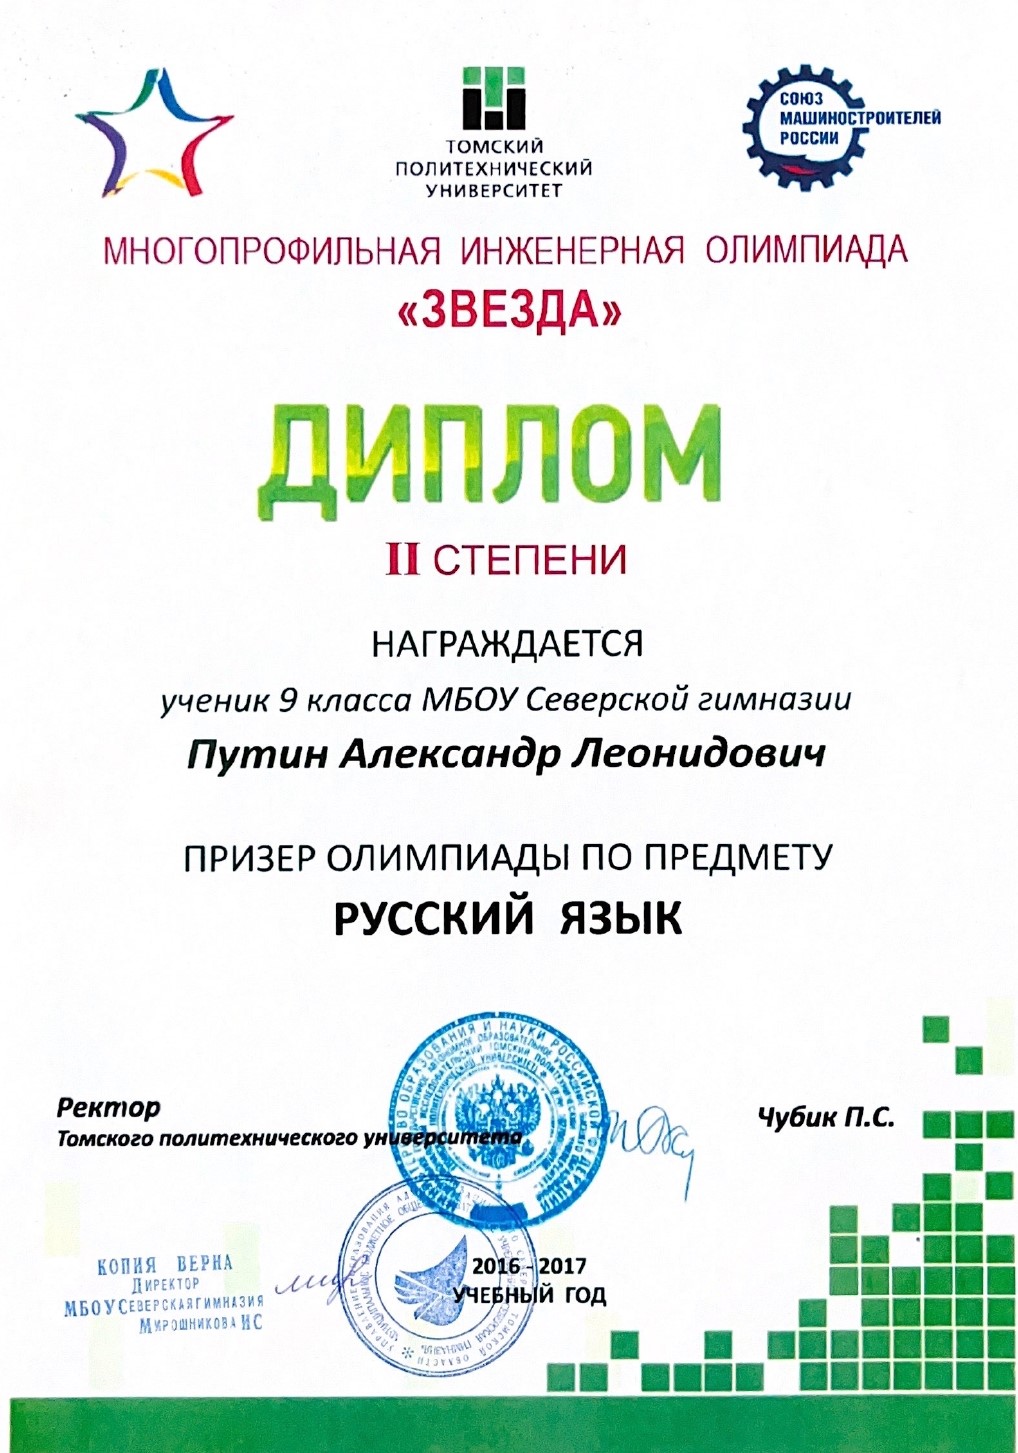 ТОМСКИЙ
ПОЛИТЕХНИЧЕСКИЙ
УНИВЕРСИТЕТ
СОЮЗ
МАШИНОСТРОИТЕЛЕЙ
РОССИИ
МНОГОПРОФИЛЬНАЯ ИНЖЕНЕРНАЯ ОЛИМПИАДА
«ЗВЕЗДА»
ДИПЛОМ
II СТЕПЕНИ
НАГРАЖДАЕТСЯ
ученик 9 класса МБОУ Северской гимназии
Путин Александр Леонидович
ПРИЗЕР ОЛИМПИАДЫ ПО ПРЕДМЕТУ
РУССКИЙ ЯЗЫК
Ректор
Томского политехнического университета
Чубик П.С.
КОПИЯ ВЕРНА
ДИРЕКТОР
МБОУ СЕВЕРСКАЯ ГИМНАЗИЯ
МИРОШНИКОВА ИС
2016 - 2017
УЧЕБНЫЙ ГОД